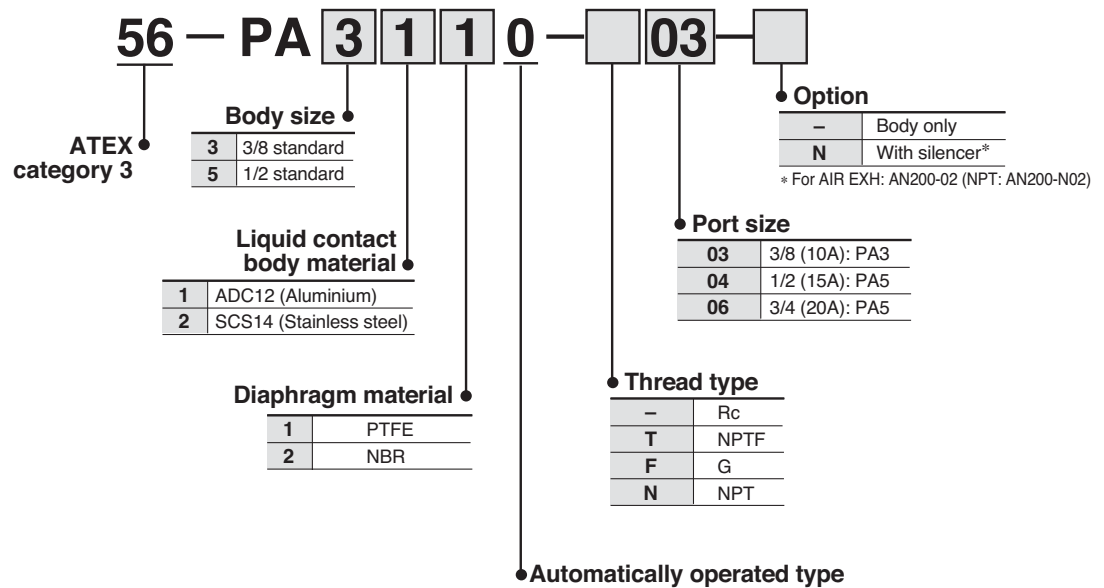 56 — PA 3 1 1 0 — 03 —
ATEX
category 3
Body size
3 3/8 standard
5 1/2 standard
Liquid contact
body material
1 ADC12 (Aluminium)
2 SCS14 (Stainless steel)
Diaphragm material
1 PTFE
2 NBR
Automatically operated type
Thread type
– Rc
T NPTF
F G
N NPT
Port size
03 3/8 (10A): PA3
04 1/2 (15A): PA5
06 3/4 (20A): PA5
Option
– Body only
N With silencer*
* For AIR EXH: AN200-02 (NPT: AN200-N02)